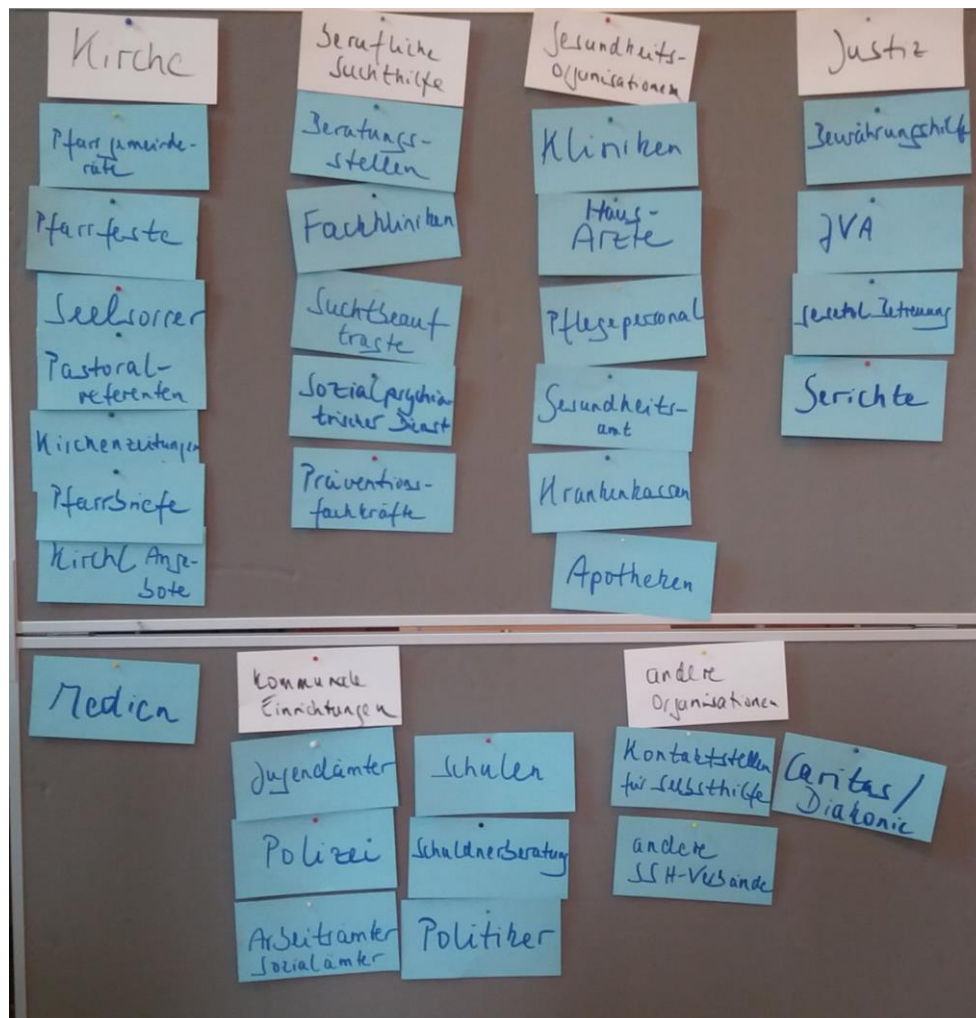 Kirche
Pfarrgemeinde-
räte
Pfarrfeste
Seelsorger
Pastoral-
referenten
Kirchenzeitungen
Pfarrbriefe
Kirchl Ange-
bote
Berufliche
Suchthilfe
Beratungs-
stellen
Fachkliniken
Suchtbeauf-
tragte
Sozialpsychia-
trischer Dienst
Präventions-
fachkräfte
Gesundheits-
Organisationen
Kliniken
Haus-
Ärzte
Pflegepersonal
Gesundheits-
amt
Krankenkassen
Apotheken
Justiz
Bewährungshilfe
JVA
gesetzl. Betreuung
Gerichte
Medien
Kommunale
Einrichtungen
Jugendämter
Polizei
Arbeitsämter
Sozialämter
Schulen
Schuldnerberatung
Politiker
andere
Organisationen
Kontaktstellen
für Selbsthilfe
andere
SSH-Verbände
Caritas/
Diakonie